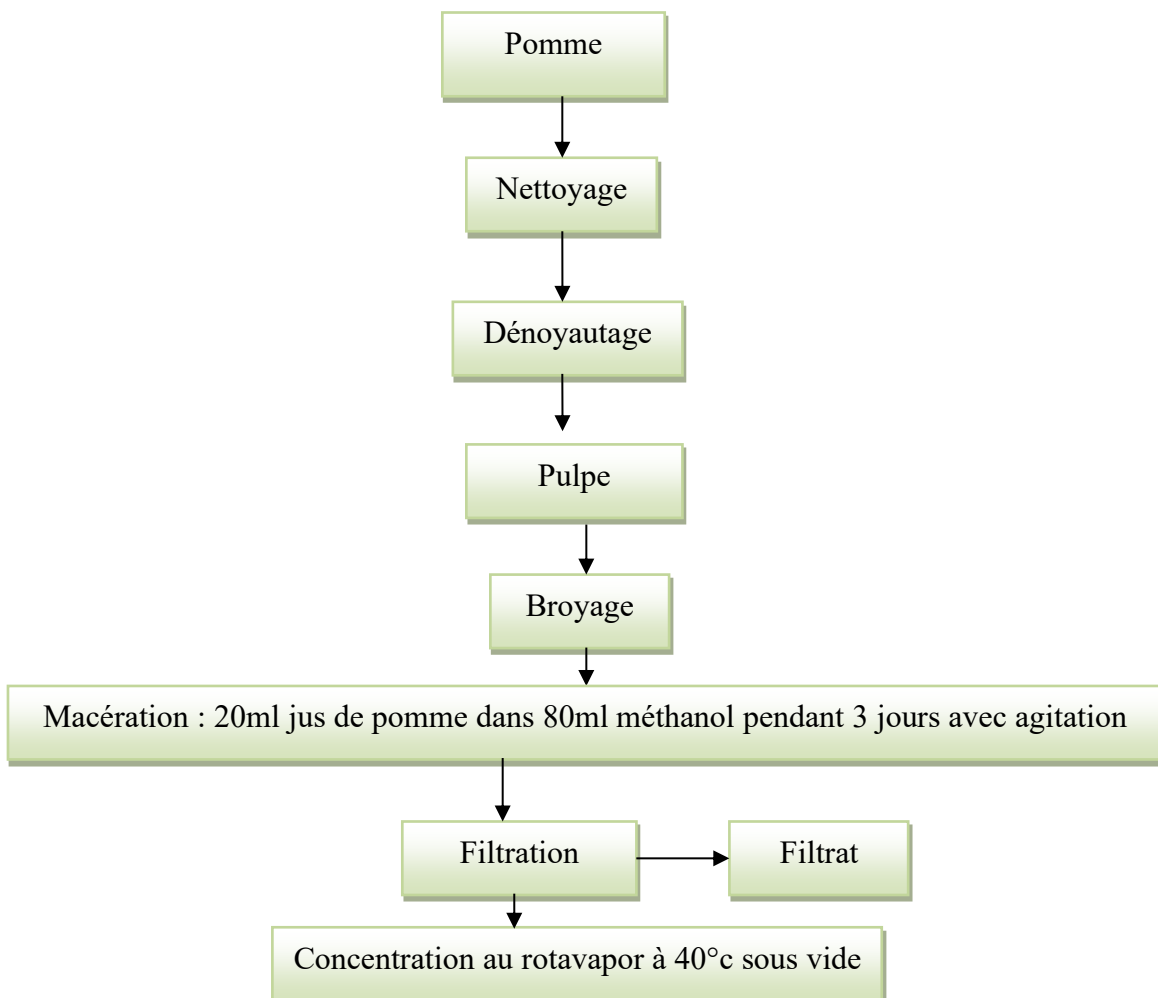 Pomme
Nettoyage
Dénoyautage
Pulpe
Broyage
Macération : 20ml jus de pomme dans 80ml méthanol pendant 3 jours avec agitation
Filtration
Filtrat
Concentration au rotavapor à 40°c sous vide